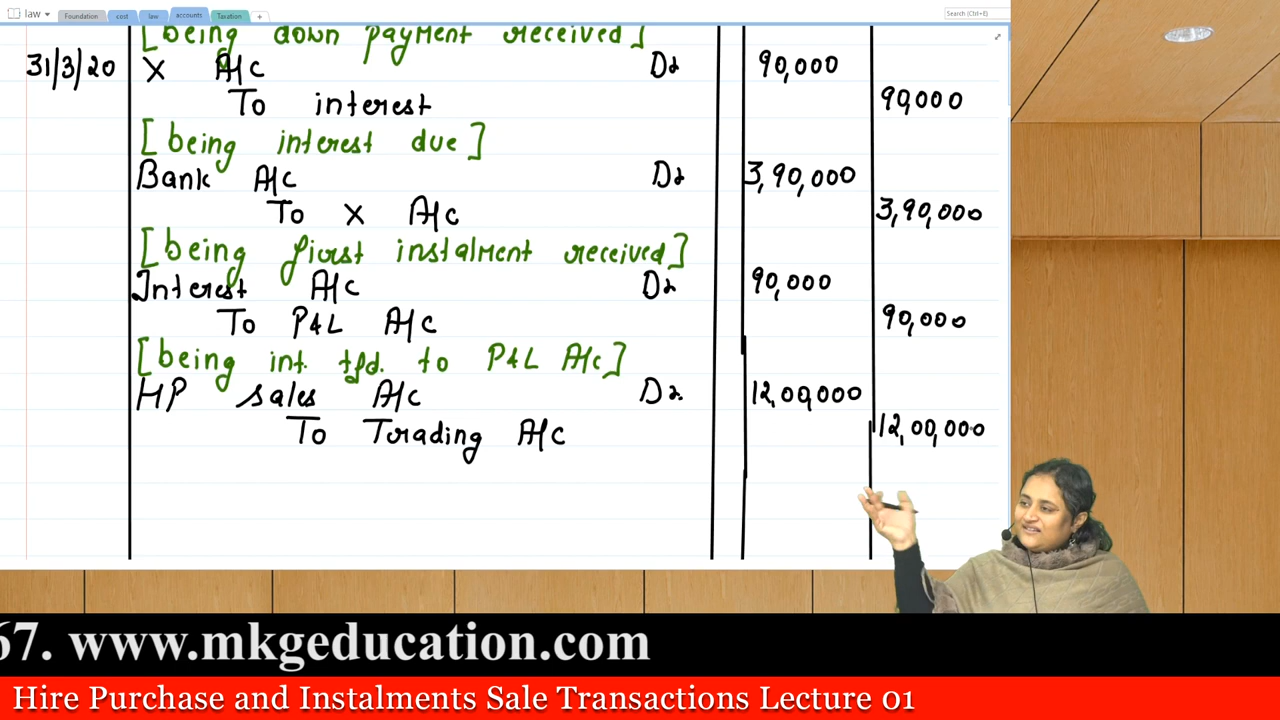 law
Foundation
cost
law
accounts
Taxation
+
Search (Ctrl+E)
[being down payment received]
31/3/20 X A/c Dr 90,000
To interest 90,000
[being interest due]
Bank A/c Dr 3,90,000
To X A/c 3,90,000
[being first instalment received]
Interest A/c Dr. 90,000
To P&L A/c 90,000
[being int. tfd. to P&L A/c]
HP sales A/c Dr. 12,00,000
To Trading A/c 12,00,000
67. www.mkgeducation.com
Hire Purchase and Instalments Sale Transactions Lecture 01